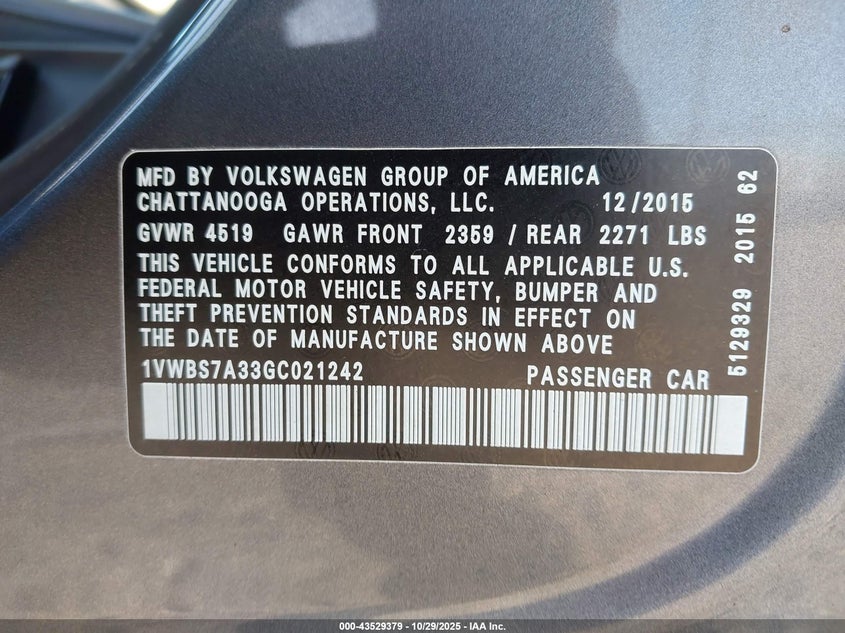 MFD BY VOLKSWAGEN GROUP OF AMERICA
CHATTANOOGA OPERATIONS, LLC. 12/2015
GVWR 4519 GAWR FRONT 2359 / REAR 2271 LBS
THIS VEHICLE CONFORMS TO ALL APPLICABLE U.S.
FEDERAL MOTOR VEHICLE SAFETY, BUMPER AND
THEFT PREVENTION STANDARDS IN EFFECT ON
THE DATE OF MANUFACTURE SHOWN ABOVE
1VWBS7A33GC021242 PASSENGER CAR
5129329 2015 62
000-43529379 | 10/29/2025 - IAA Inc.